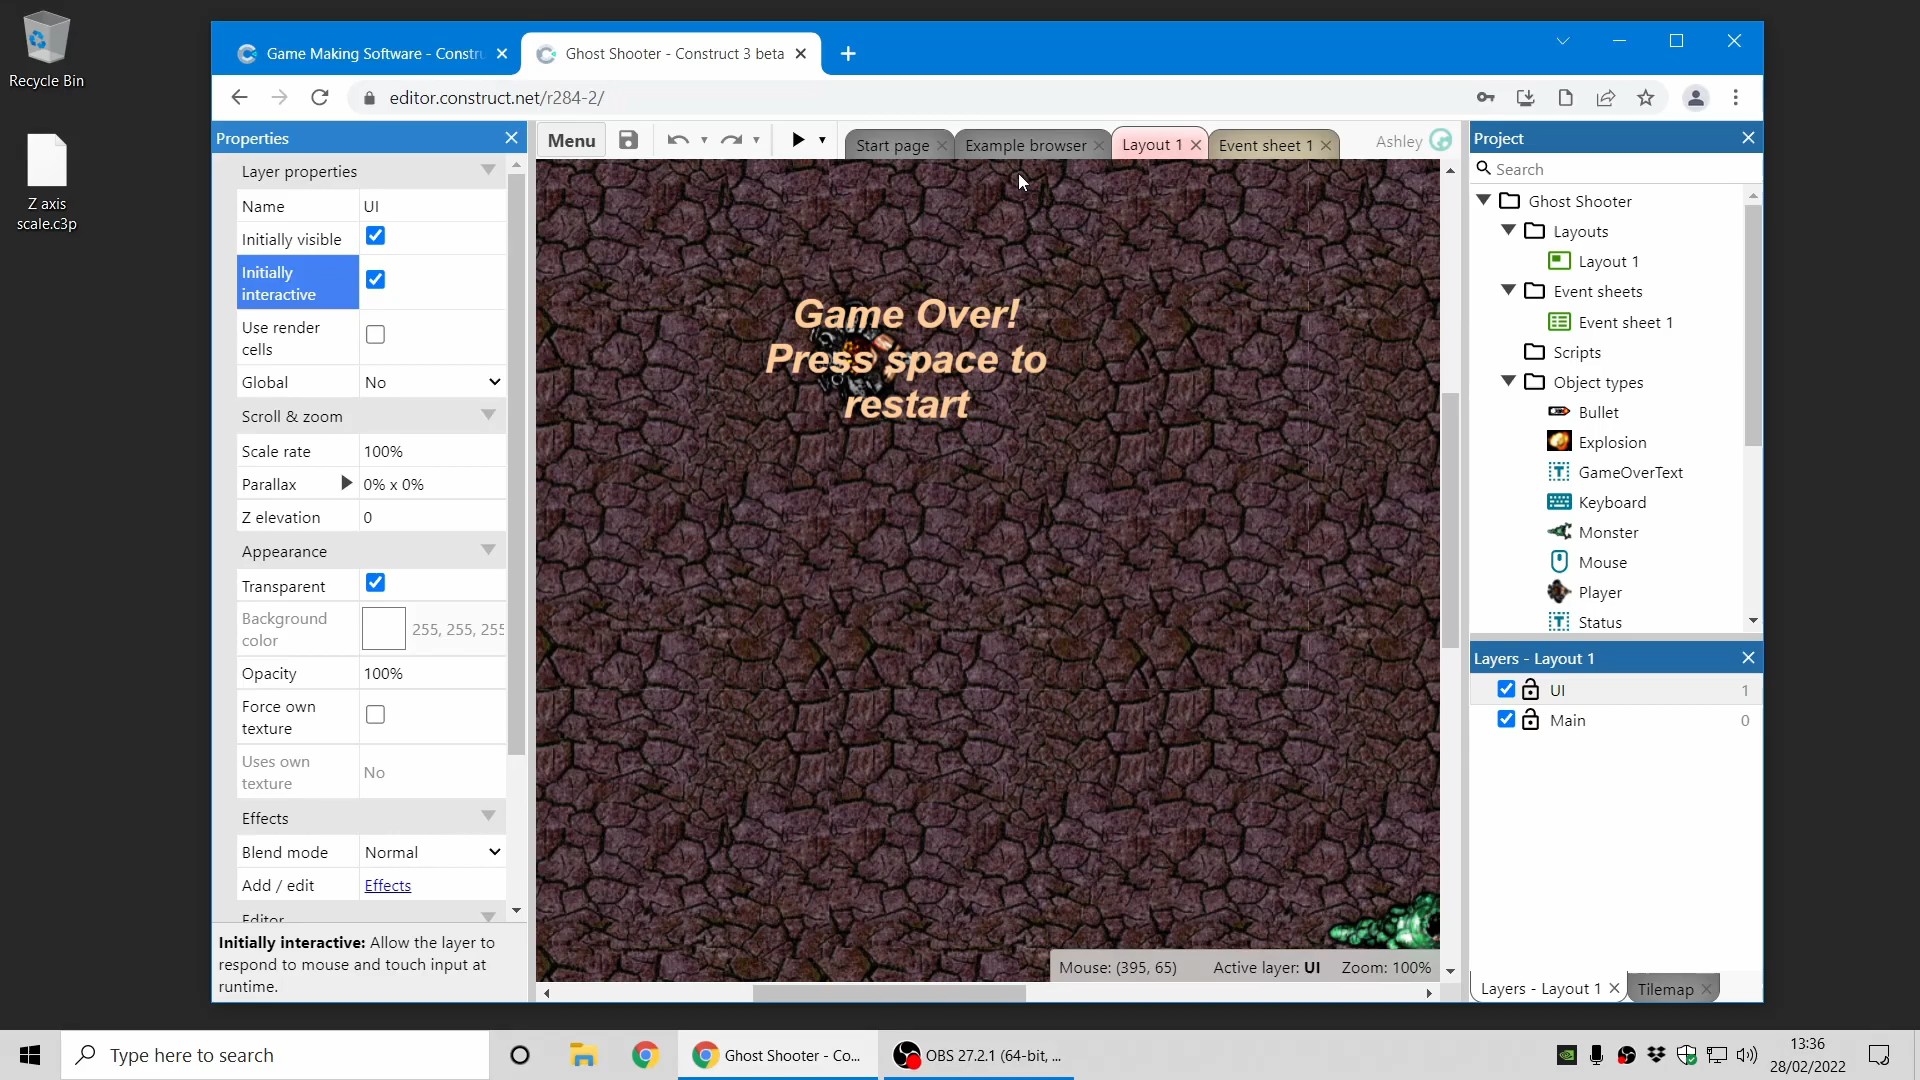 Recycle Bin
Z axis
scale.c3p
Game Making Software - Constru
Ghost Shooter - Construct 3 beta
editor.construct.net/r284-2/
Properties
Menu
Start page
Example browser
Layout 1
Event sheet 1
Ashley
Project
Search
Layer properties
Name
UI
Initially visible
Initially
interactive
Use render
cells
Global
No
Scroll & zoom
Scale rate
100%
Parallax
0% x 0%
Z elevation
0
Appearance
Transparent
Background
color
255, 255, 255
Opacity
100%
Force own
texture
Uses own
texture
No
Effects
Blend mode
Normal
Add / edit
Effects
Editor
Initially interactive: Allow the layer to
respond to mouse and touch input at
runtime.
Game Over!
Press space to
restart
Mouse: (395, 65)
Active layer: UI
Zoom: 100%
Ghost Shooter
Layouts
Layout 1
Event sheets
Event sheet 1
Scripts
Object types
Bullet
Explosion
GameOverText
Keyboard
Monster
Mouse
Player
Status
Layers - Layout 1
UI
1
Main
0
Layers - Layout 1
Tilemap
Type here to search
Ghost Shooter - Co...
OBS 27.2.1 (64-bit, ...
13:36
28/02/2022